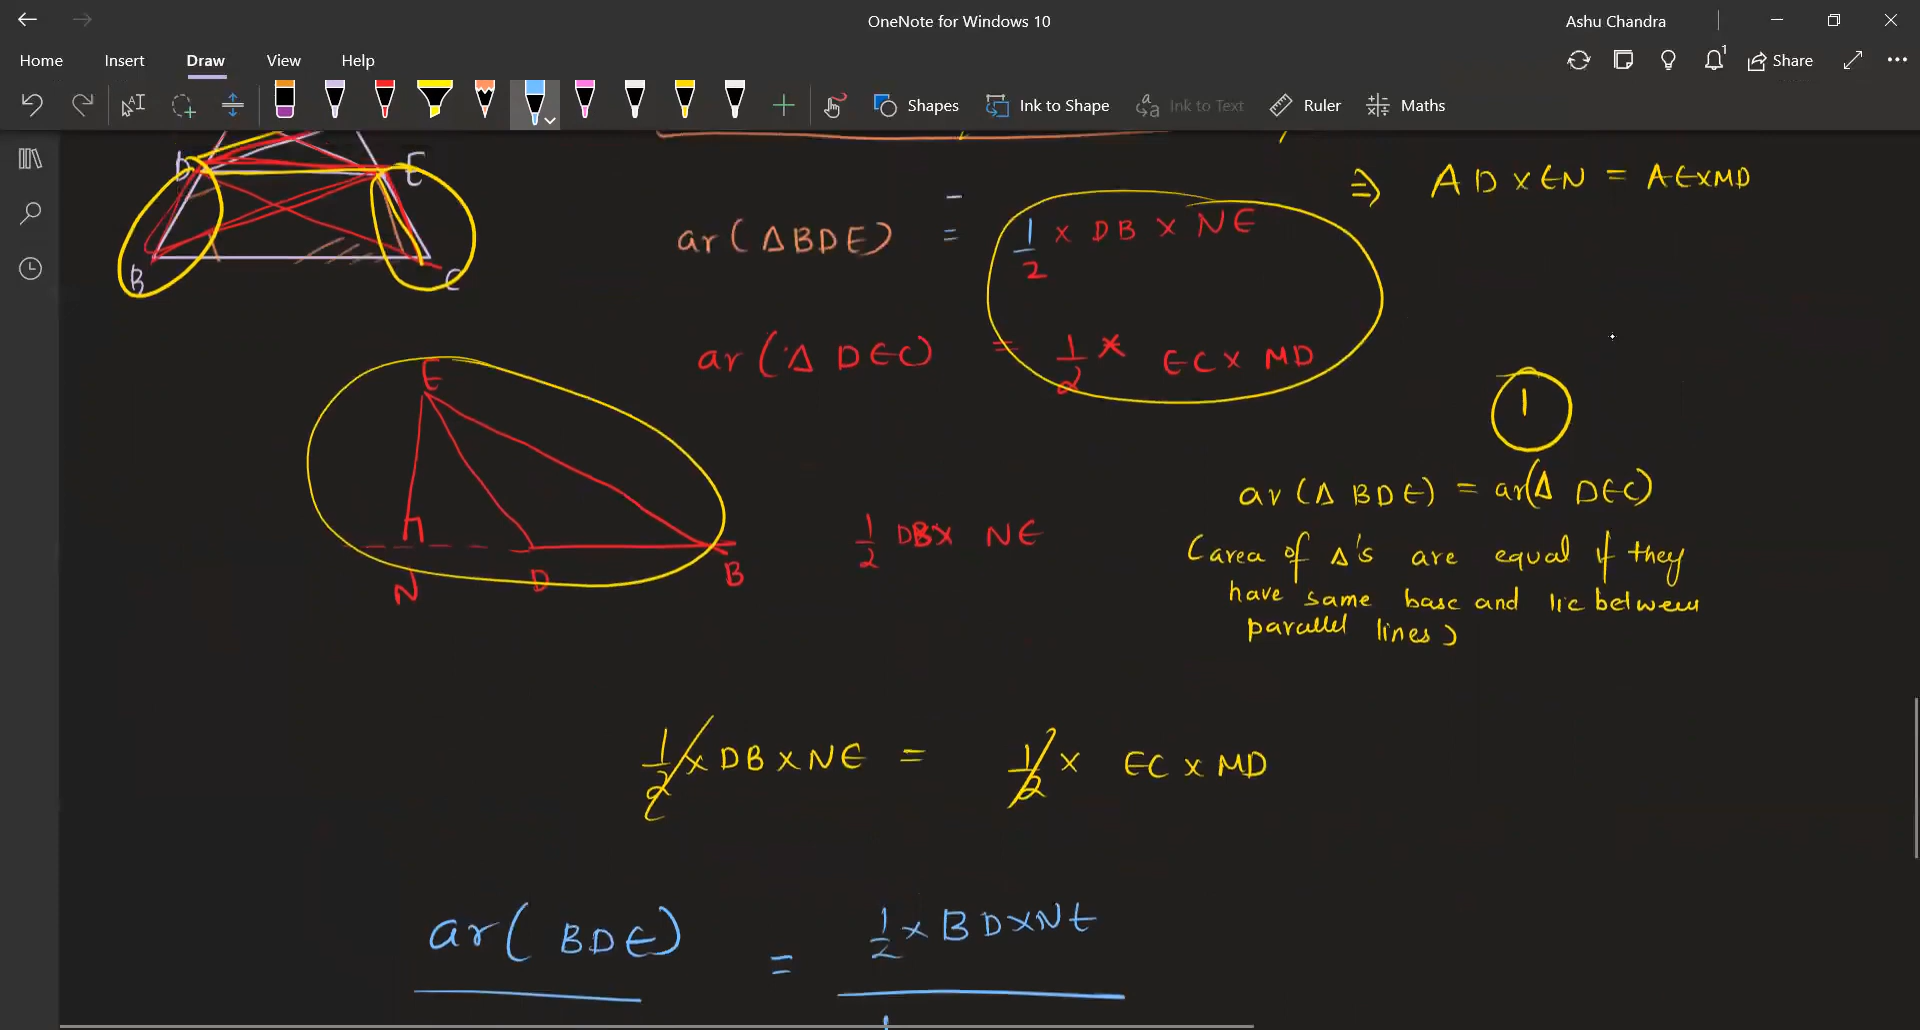 OneNote for Windows 10
Ashu Chandra
Home Insert Draw View Help
Share
Shapes Ink to Shape Ink to Text Ruler Maths
D E
B C
⇒ AD × EN = AE×MD
=
ar(ΔBDE) = 1/2 × DB × NE
ar(Δ DEC) = 1/2 × EC × MD
E
N D B
1/2 DB× NE
1
ar(Δ BDE) = ar(Δ DEC)
(area of Δ's are equal if they
have same base and lie between
parallel lines)
1/2 × DB × NE = 1/2 × EC × MD
ar( BDE) = 1/2 × BD×NE